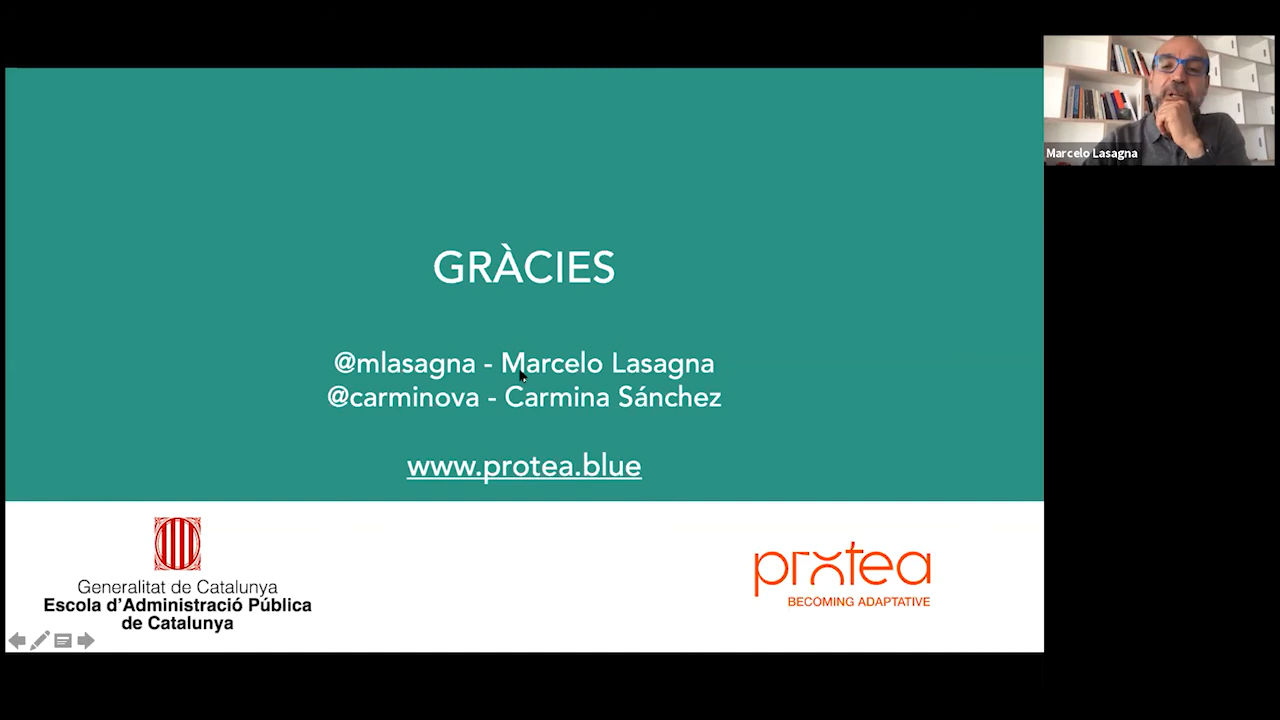 GRÀCIES
@mlasagna - Marcelo Lasagna
@carminova - Carmina Sánchez
www.protea.blue
Generalitat de Catalunya
Escola d'Administració Pública
de Catalunya
protea
BECOMING ADAPTATIVE
Marcelo Lasagna